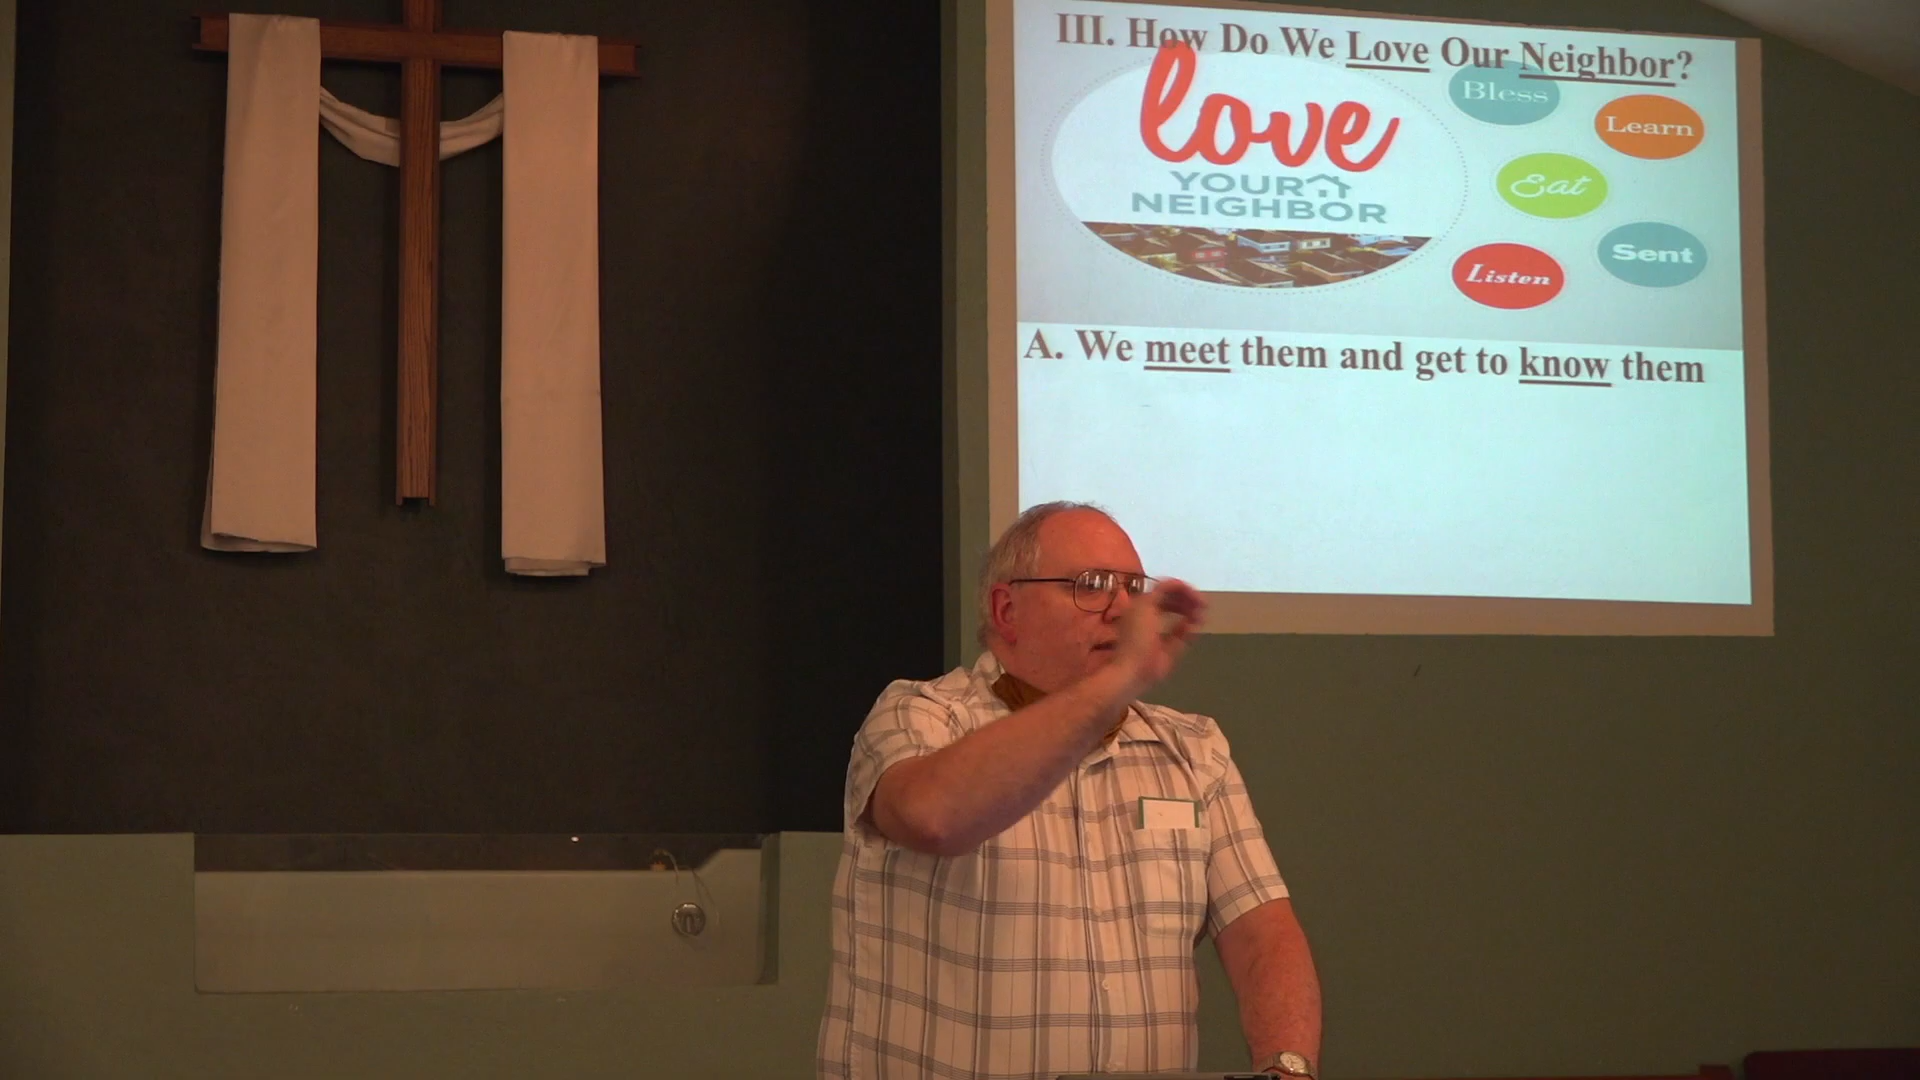 III. How Do We Love Our Neighbor?
love
YOUR
NEIGHBOR
Bless
Learn
Eat
Sent
Listen
A. We meet them and get to know them